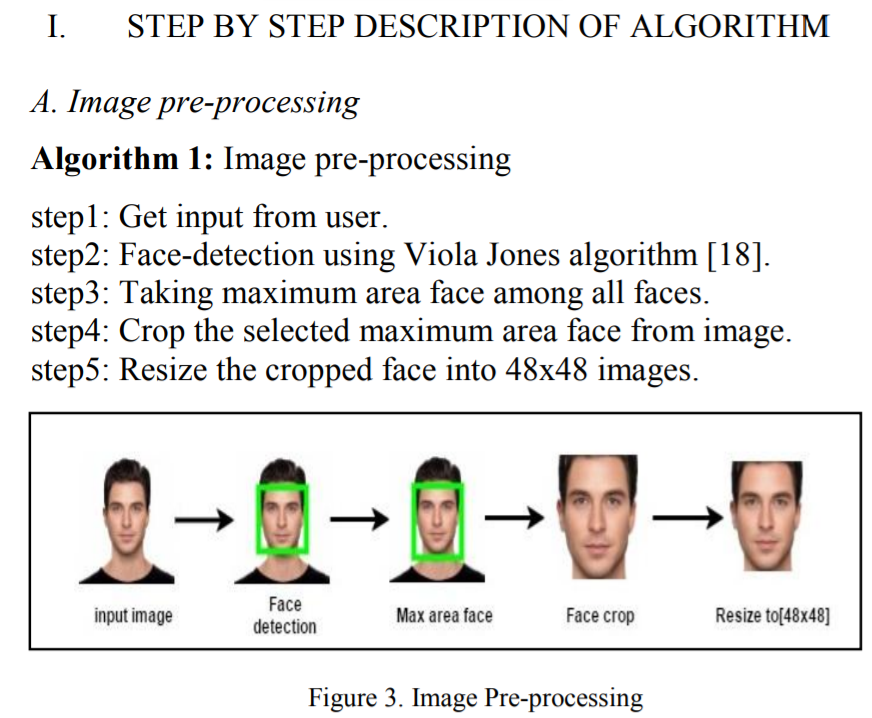 I. STEP BY STEP DESCRIPTION OF ALGORITHM
A. Image pre-processing
Algorithm 1: Image pre-processing
step1: Get input from user.
step2: Face-detection using Viola Jones algorithm [18].
step3: Taking maximum area face among all faces.
step4: Crop the selected maximum area face from image.
step5: Resize the cropped face into 48x48 images.
input image
Face
detection
Max area face
Face crop
Resize to[48x48]
Figure 3. Image Pre-processing